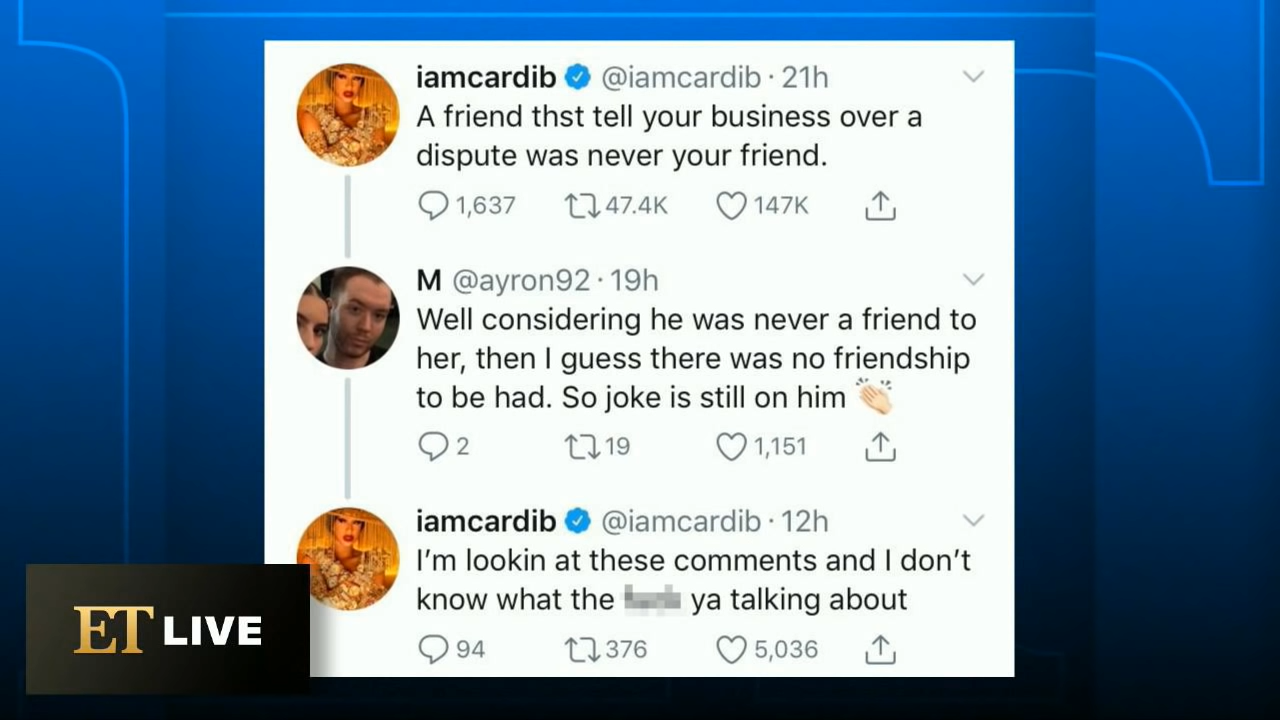 iamcardib @iamcardib · 21h
A friend thst tell your business over a
dispute was never your friend.
1,637 47.4K 147K
M @ayron92 · 19h
Well considering he was never a friend to
her, then I guess there was no friendship
to be had. So joke is still on him 👏🏻
2 19 1,151
iamcardib @iamcardib · 12h
I'm lookin at these comments and I don't
know what the ya talking about
94 376 5,036
ET LIVE